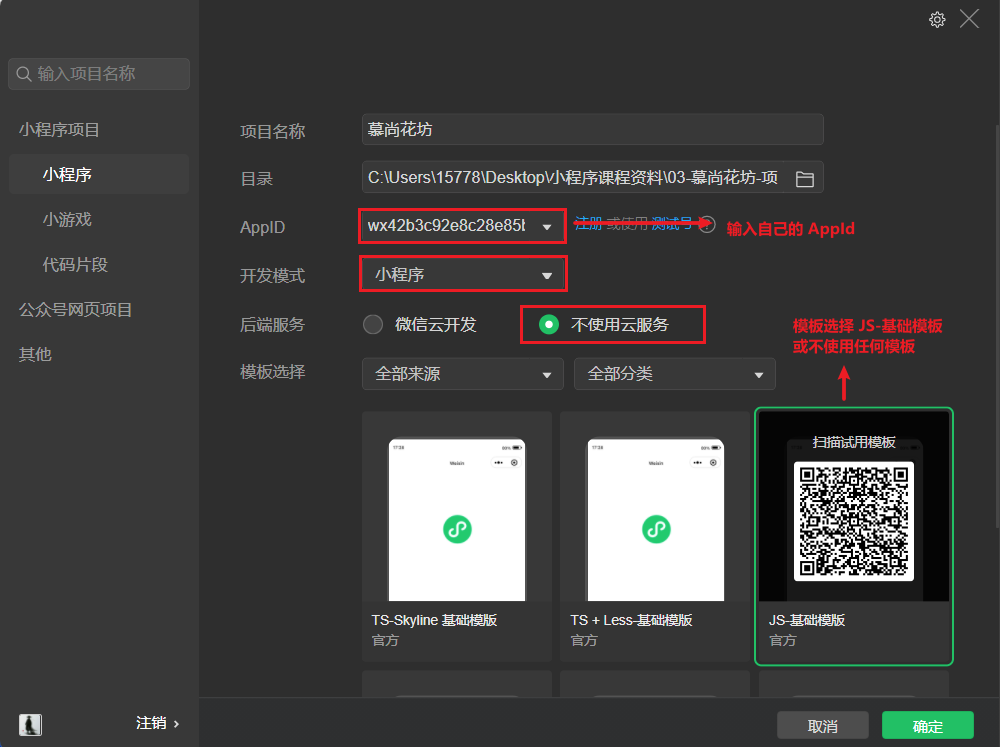 输入项目名称
小程序项目
小程序
小游戏
代码片段
公众号网页项目
其他
注销 ›
项目名称
慕尚花坊
目录
C:\Users\15778\Desktop\小程序课程资料\03-慕尚花坊-项
AppID
wx42b3c92e8c28e85b
注册 或使用 测试号 ?
输入自己的 AppId
开发模式
小程序
后端服务
微信云开发
不使用云服务
模板选择 JS-基础模板
或不使用任何模板
模板选择
全部来源
全部分类
17:38
Weixin
17:38
Weixin
扫描试用模板
TS-Skyline 基础模版
官方
TS + Less-基础模版
官方
JS-基础模版
官方
取消
确定